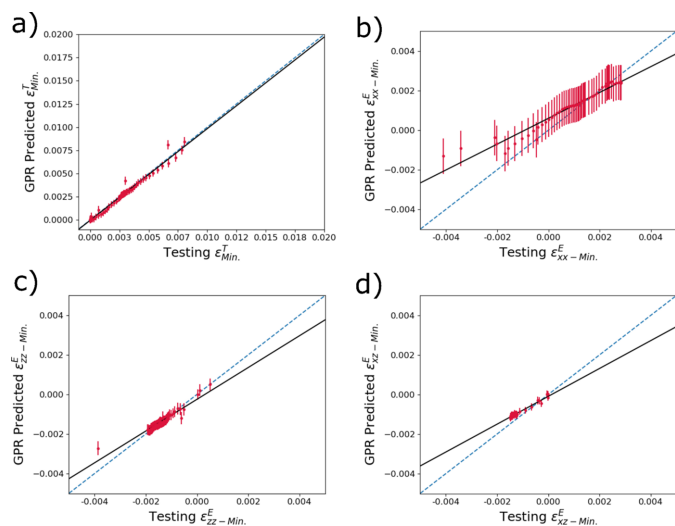 a)
0.0200
0.0175
0.0150
0.0125
0.0100
0.0075
0.0050
0.0025
0.0000
GPR Predicted ε^T_Min.
0.000 0.003 0.005 0.007 0.010 0.013 0.015 0.018 0.020
Testing ε^T_Min.
b)
0.004
0.002
0.000
−0.002
−0.004
GPR Predicted ε^E_xx−Min.
−0.004 −0.002 0.000 0.002 0.004
Testing ε^E_xx−Min.
c)
0.004
0.002
0.000
−0.002
−0.004
GPR Predicted ε^E_zz−Min.
−0.004 −0.002 0.000 0.002 0.004
Testing ε^E_zz−Min.
d)
0.004
0.002
0.000
−0.002
−0.004
GPR Predicted ε^E_xz−Min.
−0.004 −0.002 0.000 0.002 0.004
Testing ε^E_xz−Min.